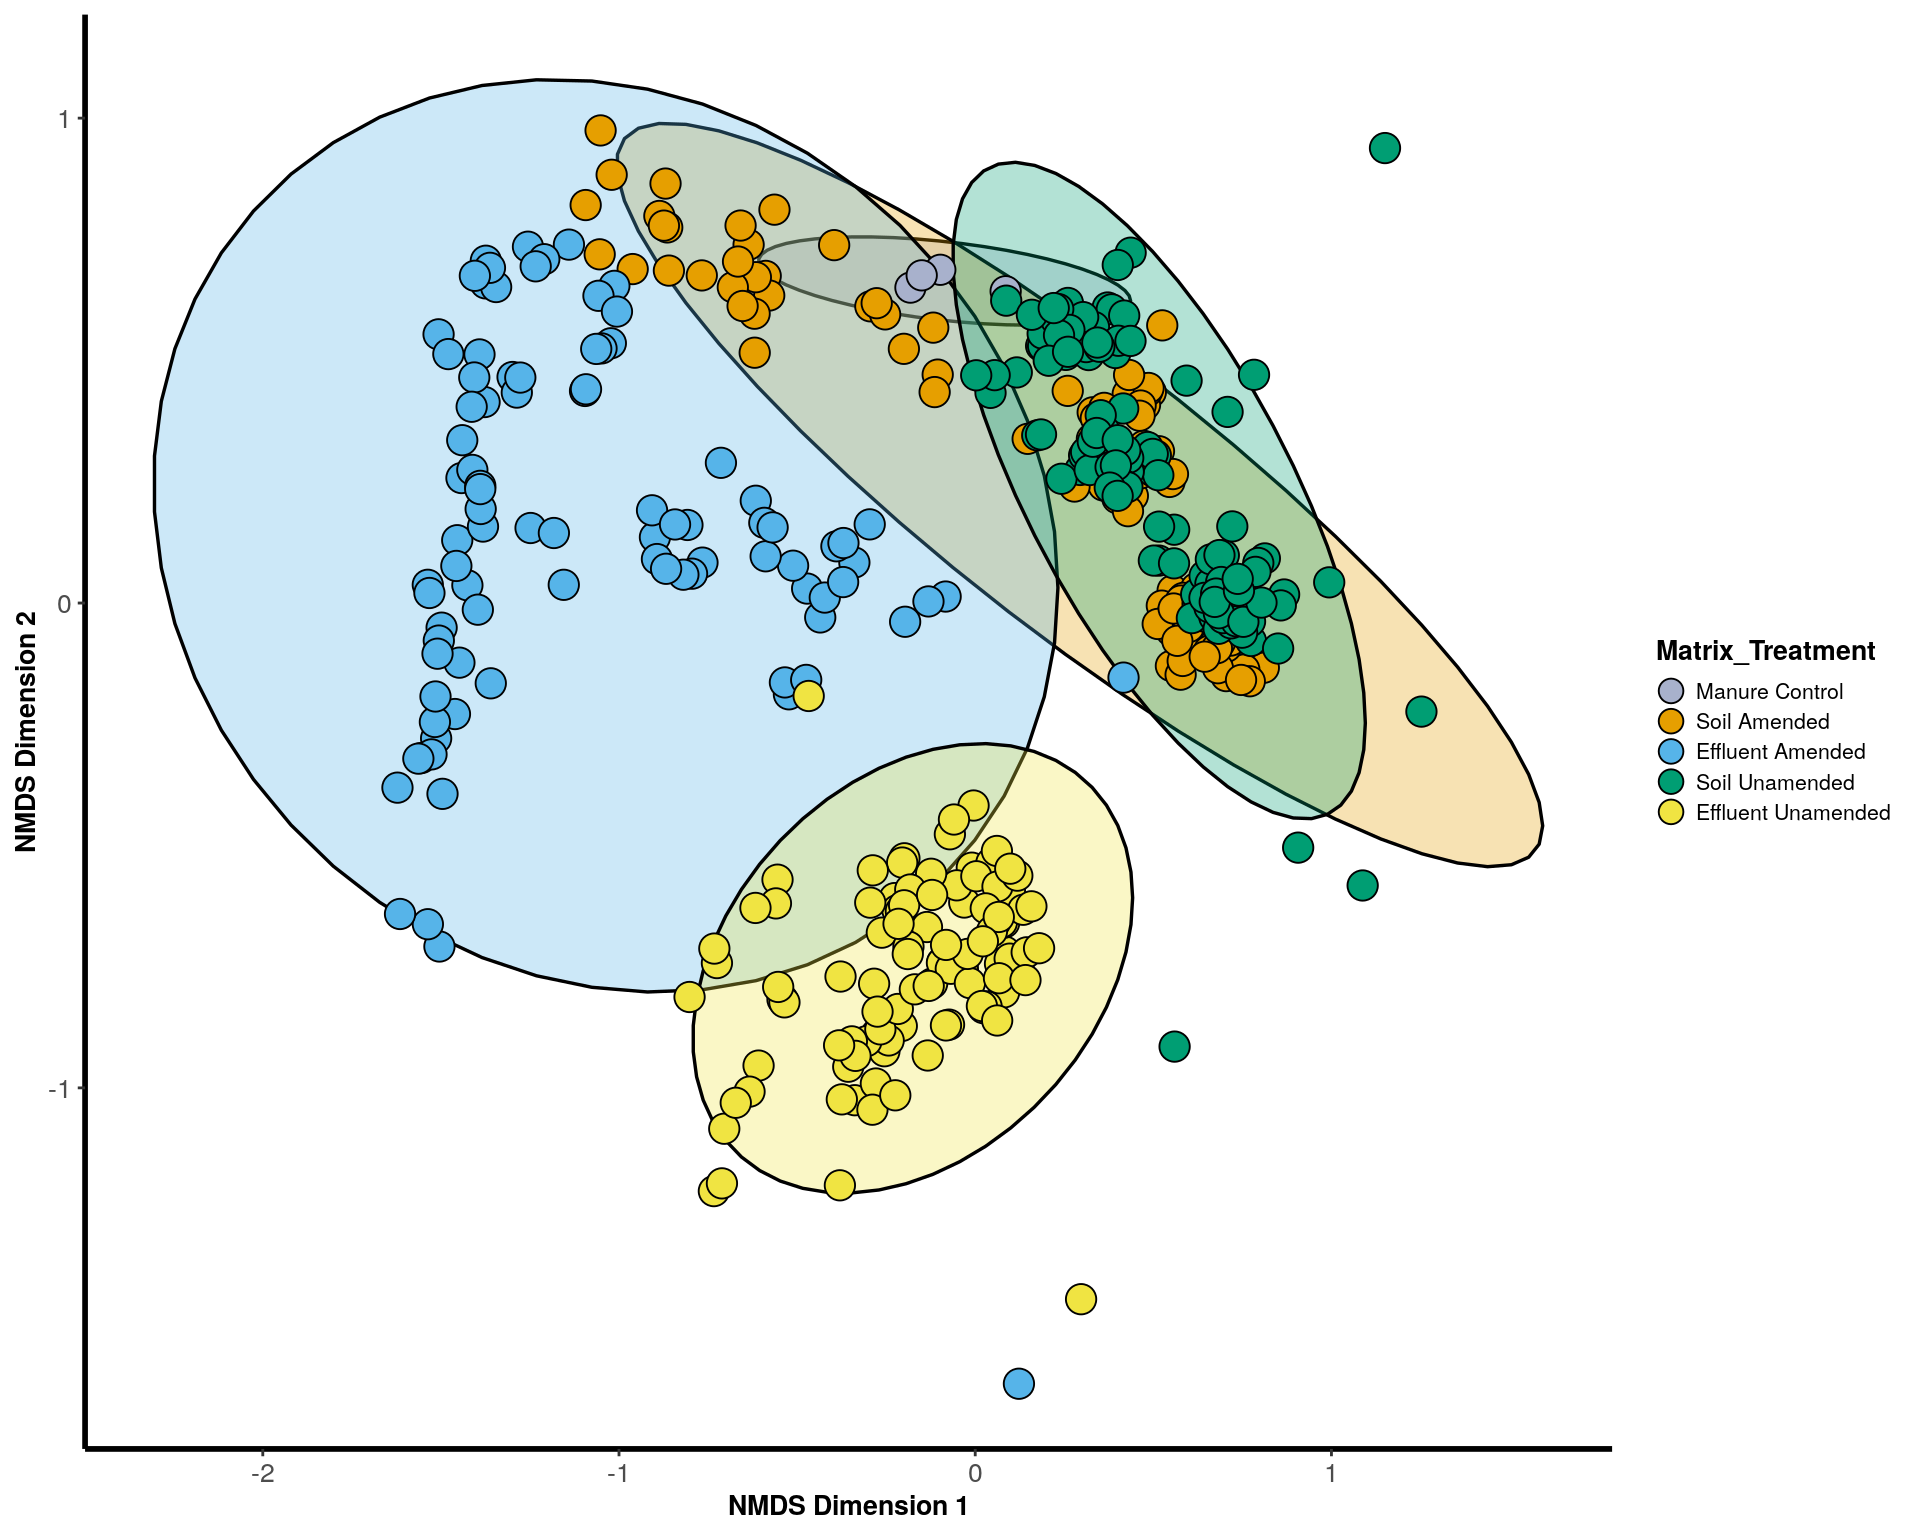 1
0
-1
-2
-1
0
1
NMDS Dimension 1
NMDS Dimension 2
Matrix_Treatment
Manure Control
Soil Amended
Effluent Amended
Soil Unamended
Effluent Unamended